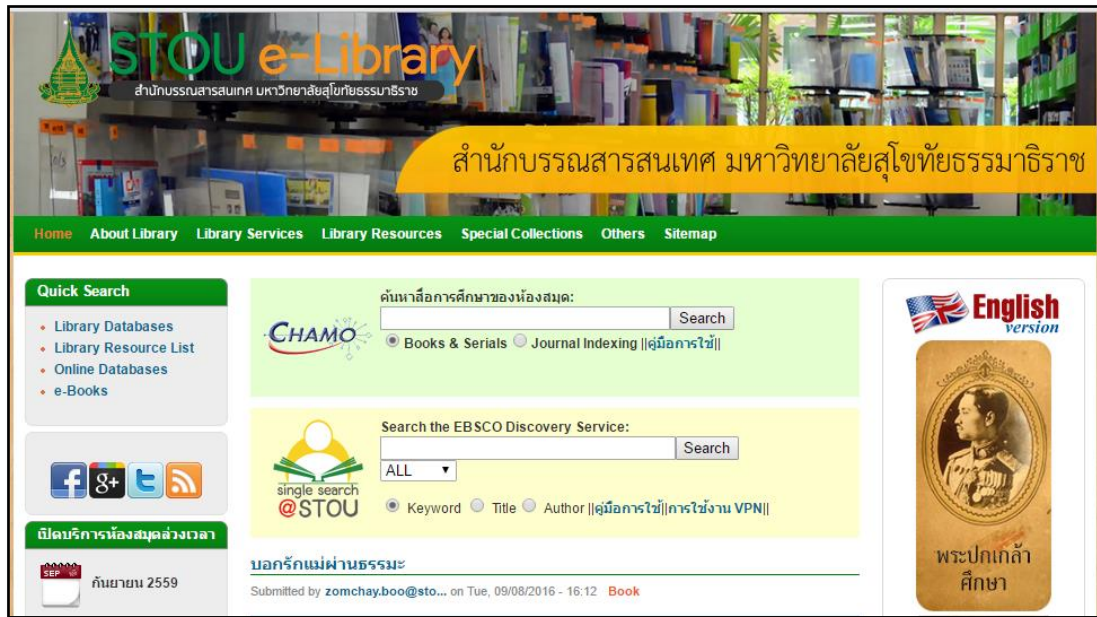 STOU e-Library
สำนักบรรณสารสนเทศ มหาวิทยาลัยสุโขทัยธรรมาธิราช
สำนักบรรณสารสนเทศ มหาวิทยาลัยสุโขทัยธรรมาธิราช
Home About Library Library Services Library Resources Special Collections Others Sitemap
Quick Search
Library Databases
Library Resource List
Online Databases
e-Books
f g+ t
เปิดบริการห้องสมุดล่วงเวลา
SEP
กันยายน 2559
CHAMO
ค้นหาสื่อการศึกษาของห้องสมุด:
Search
Books & Serials Journal Indexing ||คู่มือการใช้||
single search
@STOU
Search the EBSCO Discovery Service:
Search
ALL
Keyword Title Author ||คู่มือการใช้||การใช้งาน VPN||
บอกรักแม่ผ่านธรรมะ
Submitted by zomchay.boo@sto... on Tue, 09/08/2016 - 16:12 Book
English
version
พระปกเกล้า
ศึกษา